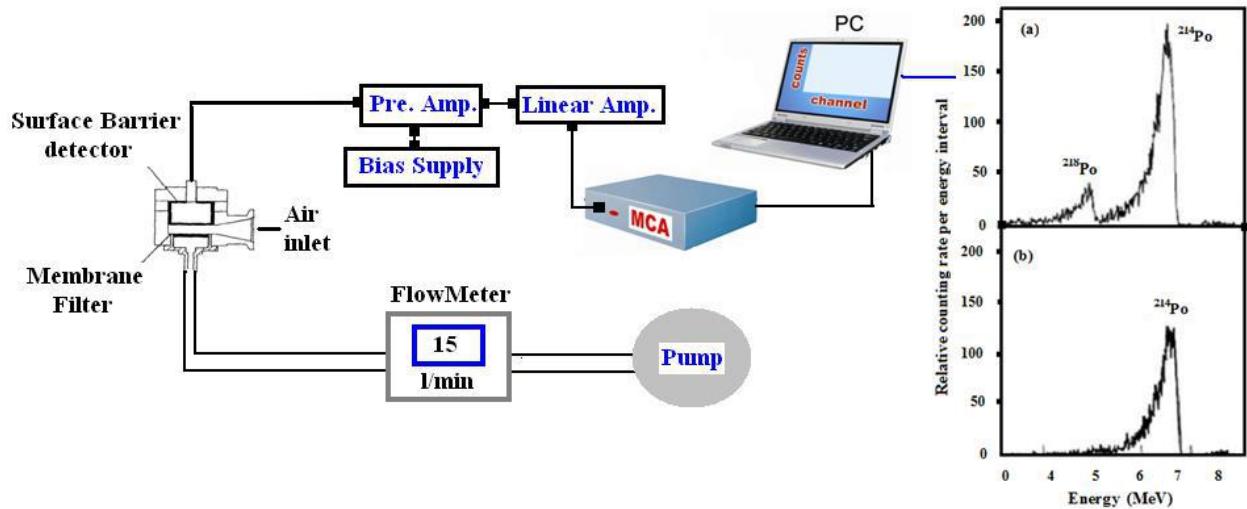 PC
counts
channel
Pre. Amp.
Linear Amp.
Bias Supply
Surface Barrier
detector
Air
inlet
MCA
Membrane
Filter
FlowMeter
15
l/min
Pump
Relative counting rate per energy interval
200
150
100
50
0
(a)
²¹⁴Po
²¹⁸Po
200
150
100
50
0
(b)
²¹⁴Po
0 4 5 6 7 8
Energy (MeV)